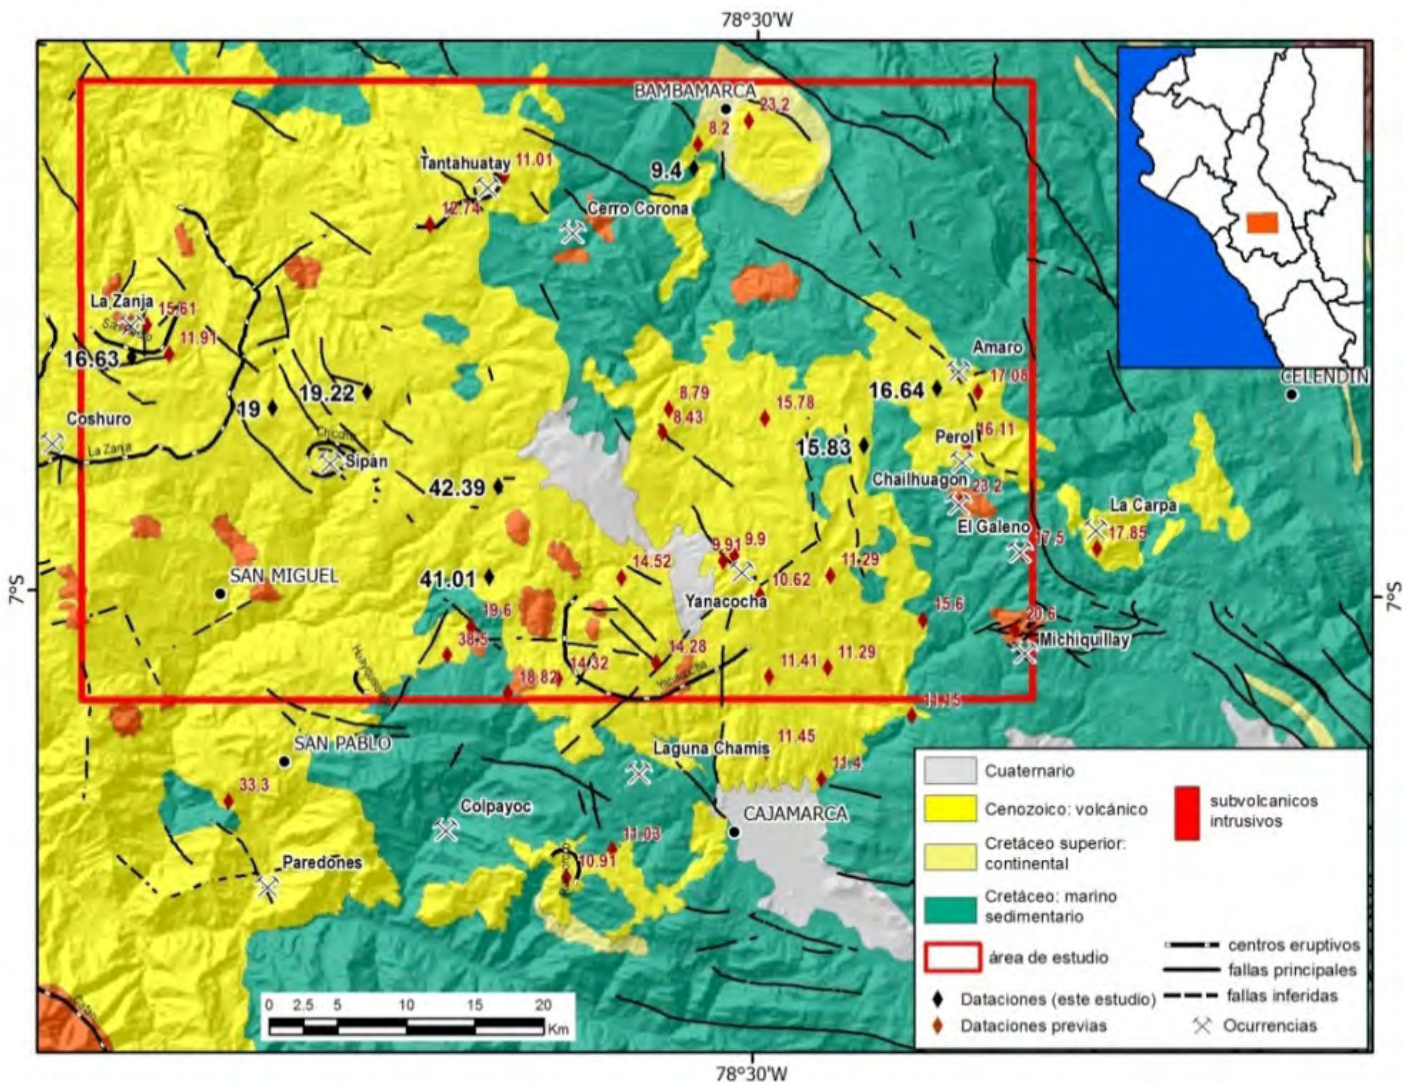 78°30'W
BAMBAMARCA
23.2
8.2
9.4
Tantahuatay
11.01
12.74
Cerro Corona
La Zanja
15.61
11.91
16.63
19.22
19
Coshuro
La Zanja
Sipán
42.39
8.79
8.43
15.78
Amaro
17.08
16.64
CELENDIN
16.11
Perol
15.83
Chailhuagon
23.2
El Galeno
17.5
La Carpa
17.85
7°S
SAN MIGUEL
41.01
14.52
9.91
9.9
10.62
11.29
Yanacocha
7°S
19.6
38.5
15.6
20.6
Michiquillay
14.28
14.32
18.82
Yanacocha
11.41
11.29
11.15
SAN PABLO
11.45
Laguna Chamis
11.4
33.3
Colpayoc
CAJAMARCA
11.03
10.91
Paredones
0 2.5 5 10 15 20
Km
Cuaternario
Cenozoico: volcánico
Cretáceo superior:
continental
Cretáceo: marino
sedimentario
área de estudio
Dataciones (este estudio)
Dataciones previas
subvolcanicos
intrusivos
centros eruptivos
fallas principales
fallas inferidas
Ocurrencias
78°30'W